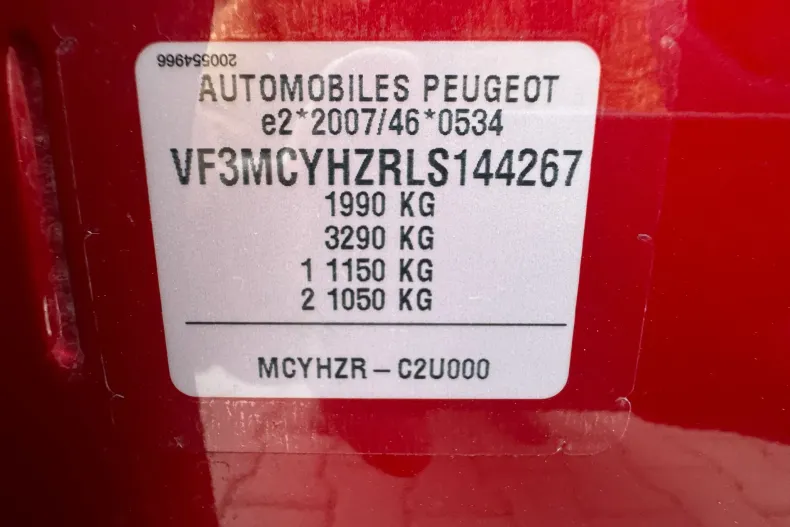 200554966
AUTOMOBILES PEUGEOT
e2*2007/46*0534
VF3MCYHZRLS144267
1990 KG
3290 KG
1 1150 KG
2 1050 KG
MCYHZR – C2U000